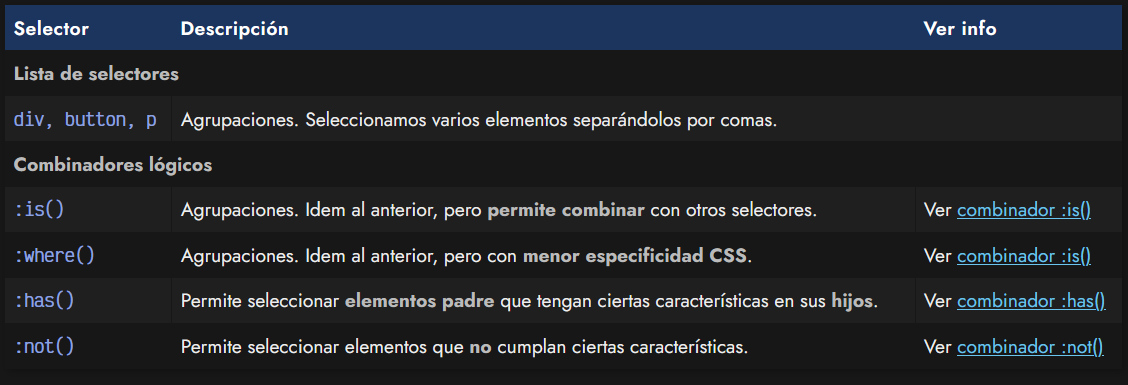 Selector Descripción Ver info
Lista de selectores
div, button, p Agrupaciones. Seleccionamos varios elementos separándolos por comas.
Combinadores lógicos
:is() Agrupaciones. Idem al anterior, pero permite combinar con otros selectores. Ver combinador :is()
:where() Agrupaciones. Idem al anterior, pero con menor especificidad CSS. Ver combinador :is()
:has() Permite seleccionar elementos padre que tengan ciertas características en sus hijos. Ver combinador :has()
:not() Permite seleccionar elementos que no cumplan ciertas características. Ver combinador :not()